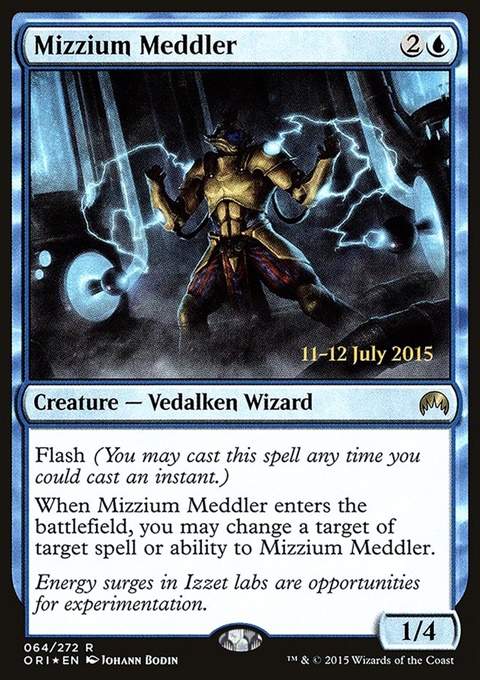 Mizzium Meddler 2
11–12 July 2015
Creature — Vedalken Wizard
Flash (You may cast this spell any time you
could cast an instant.)
When Mizzium Meddler enters the
battlefield, you may change a target of
target spell or ability to Mizzium Meddler.
Energy surges in Izzet labs are opportunities
for experimentation.
1/4
064/272 R
ORI★EN Johann Bodin
™ & © 2015 Wizards of the Coast